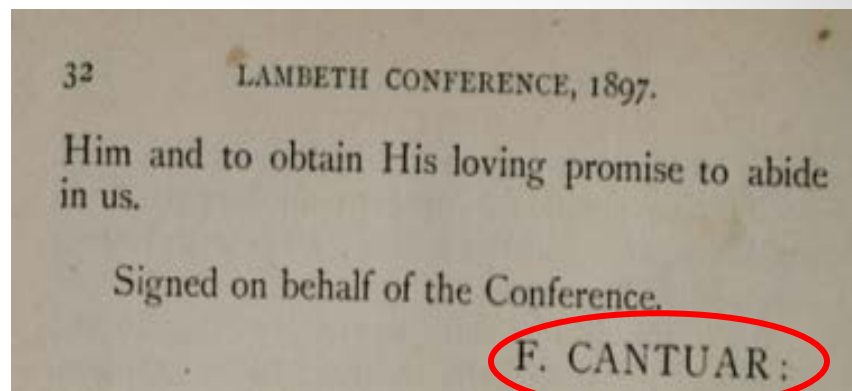 32 LAMBETH CONFERENCE, 1897.
Him and to obtain His loving promise to abide
in us.
Signed on behalf of the Conference.
F. CANTUAR: